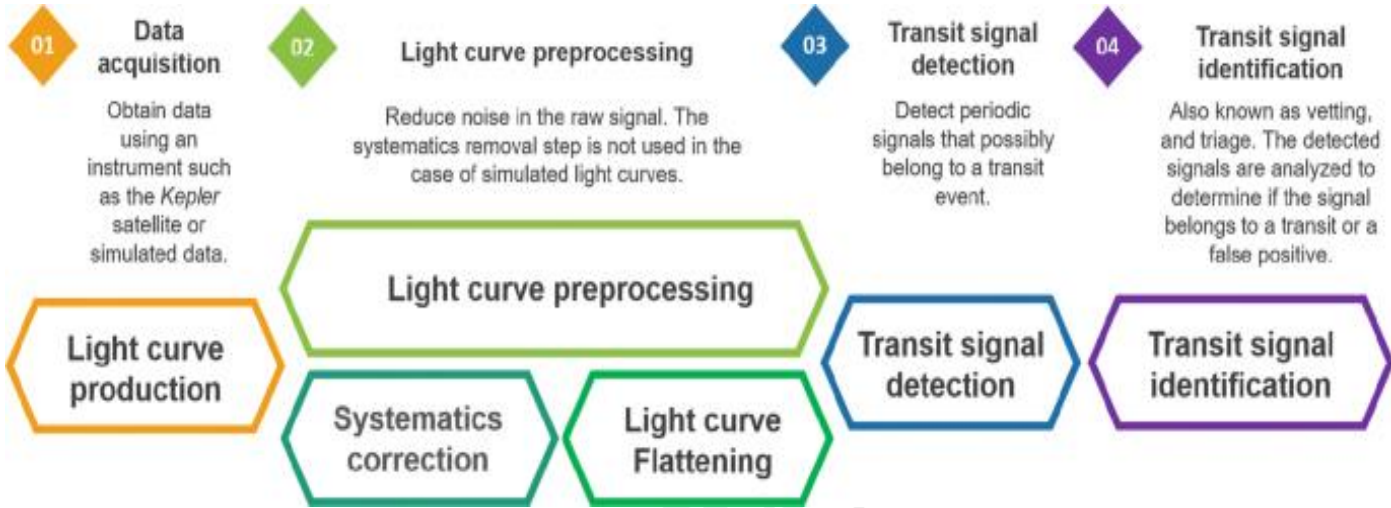 01
Data
acquisition
Obtain data
using an
instrument such
as the Kepler
satellite or
simulated data.
Light curve
production
02
Light curve preprocessing
Reduce noise in the raw signal. The
systematics removal step is not used in the
case of simulated light curves.
Light curve preprocessing
Systematics
correction
Light curve
Flattening
03
Transit signal
detection
Detect periodic
signals that possibly
belong to a transit
event.
Transit signal
detection
04
Transit signal
identification
Also known as vetting,
and triage. The detected
signals are analyzed to
determine if the signal
belongs to a transit or a
false positive.
Transit signal
identification